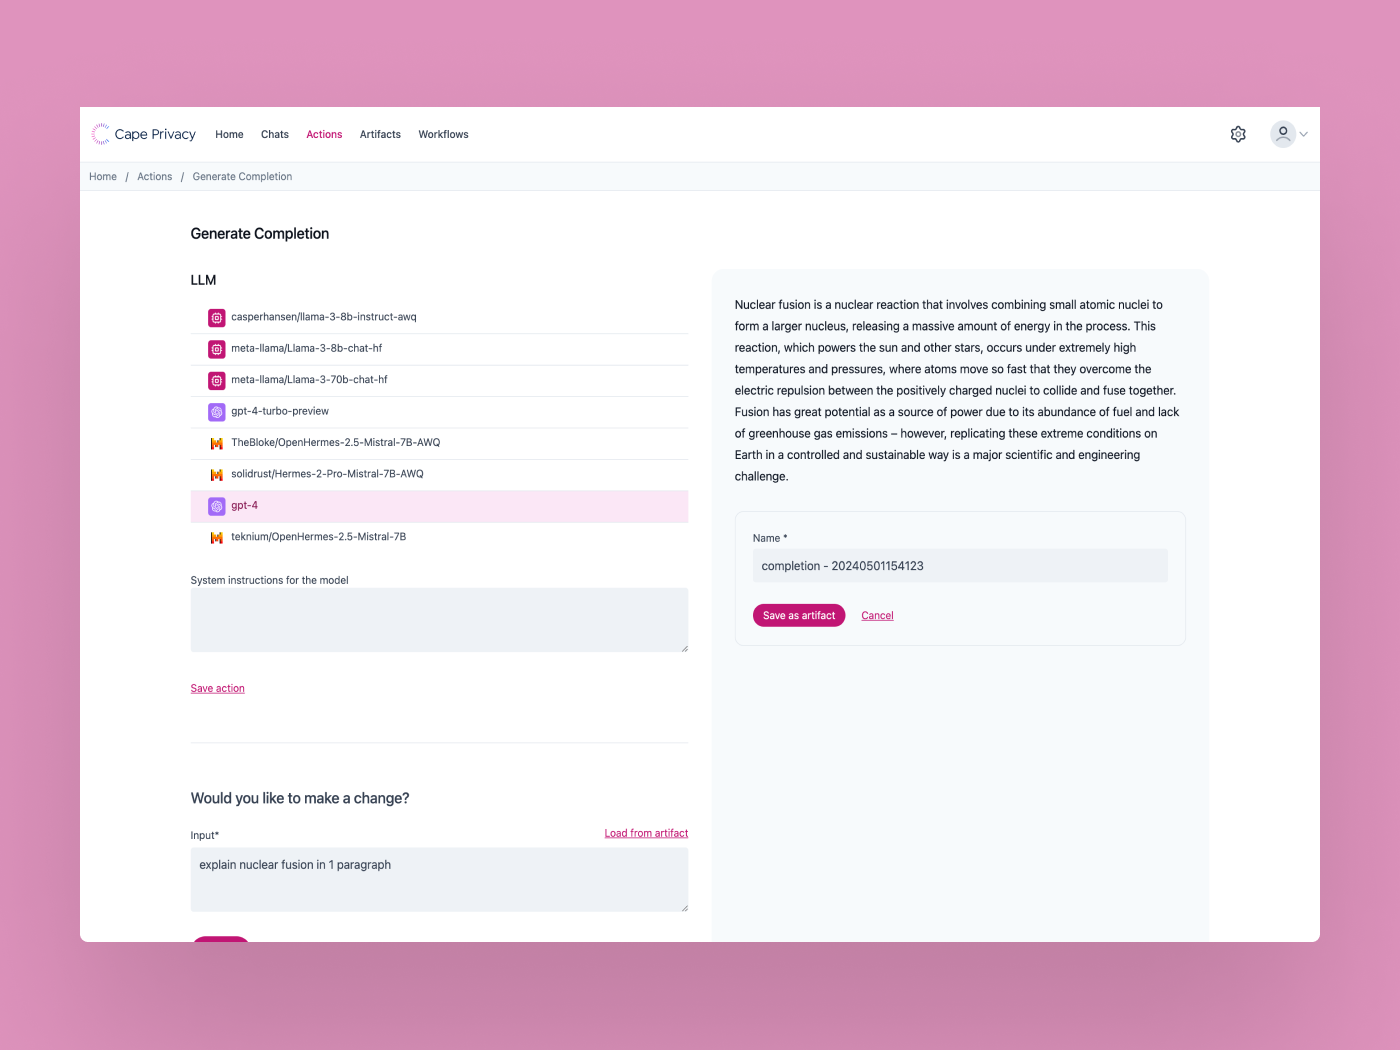 Cape Privacy Home Chats Actions Artifacts Workflows
Home / Actions / Generate Completion
Generate Completion
LLM
casperhansen/llama-3-8b-instruct-awq
meta-llama/Llama-3-8b-chat-hf
meta-llama/Llama-3-70b-chat-hf
gpt-4-turbo-preview
TheBloke/OpenHermes-2.5-Mistral-7B-AWQ
solidrust/Hermes-2-Pro-Mistral-7B-AWQ
gpt-4
teknium/OpenHermes-2.5-Mistral-7B
System instructions for the model
Save action
Would you like to make a change?
Input*
Load from artifact
explain nuclear fusion in 1 paragraph
Nuclear fusion is a nuclear reaction that involves combining small atomic nuclei to
form a larger nucleus, releasing a massive amount of energy in the process. This
reaction, which powers the sun and other stars, occurs under extremely high
temperatures and pressures, where atoms move so fast that they overcome the
electric repulsion between the positively charged nuclei to collide and fuse together.
Fusion has great potential as a source of power due to its abundance of fuel and lack
of greenhouse gas emissions – however, replicating these extreme conditions on
Earth in a controlled and sustainable way is a major scientific and engineering
challenge.
Name *
completion - 20240501154123
Save as artifact Cancel